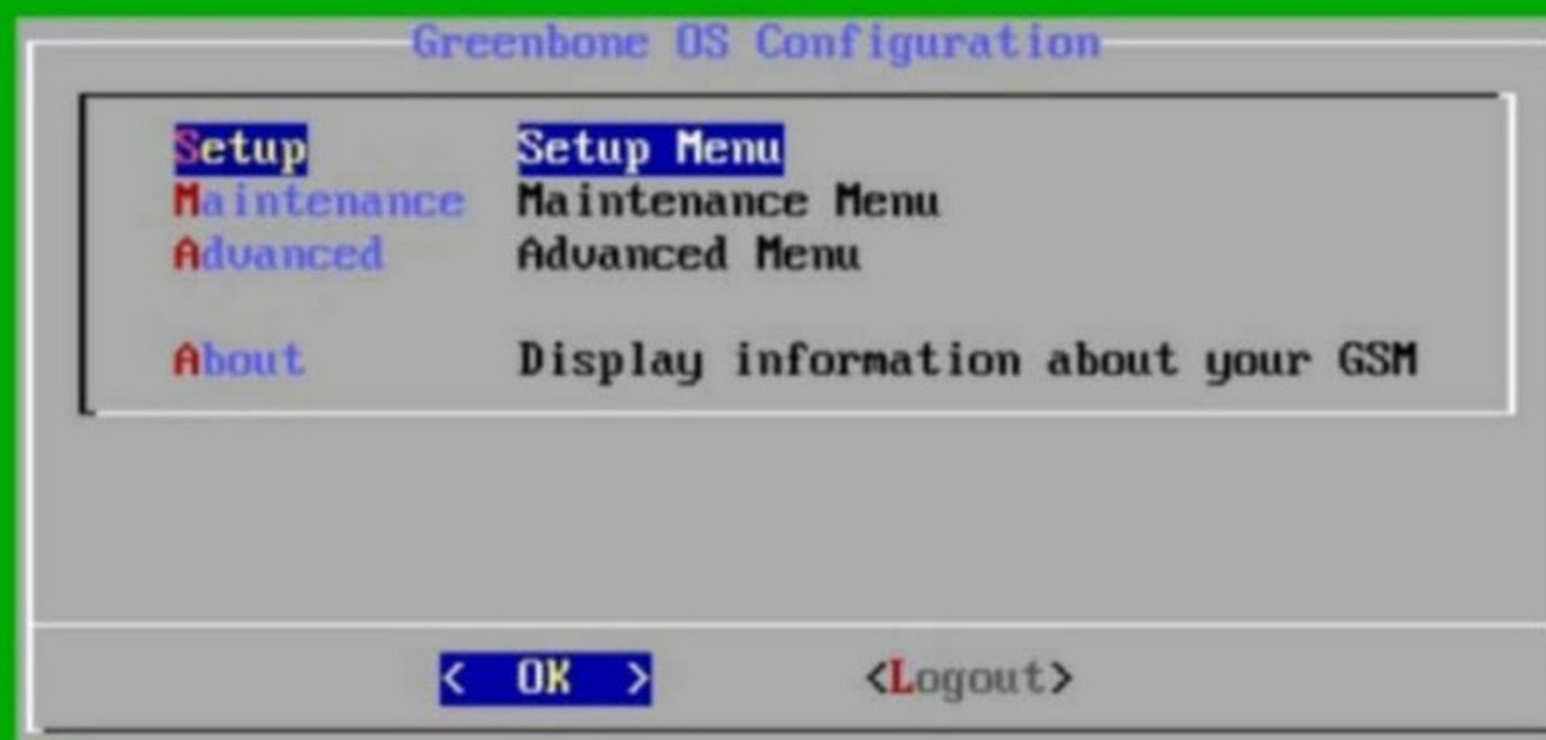 Greenbone OS Configuration
Setup Setup Menu
Maintenance Maintenance Menu
Advanced Advanced Menu
About Display information about your GSM
< OK > <Logout>